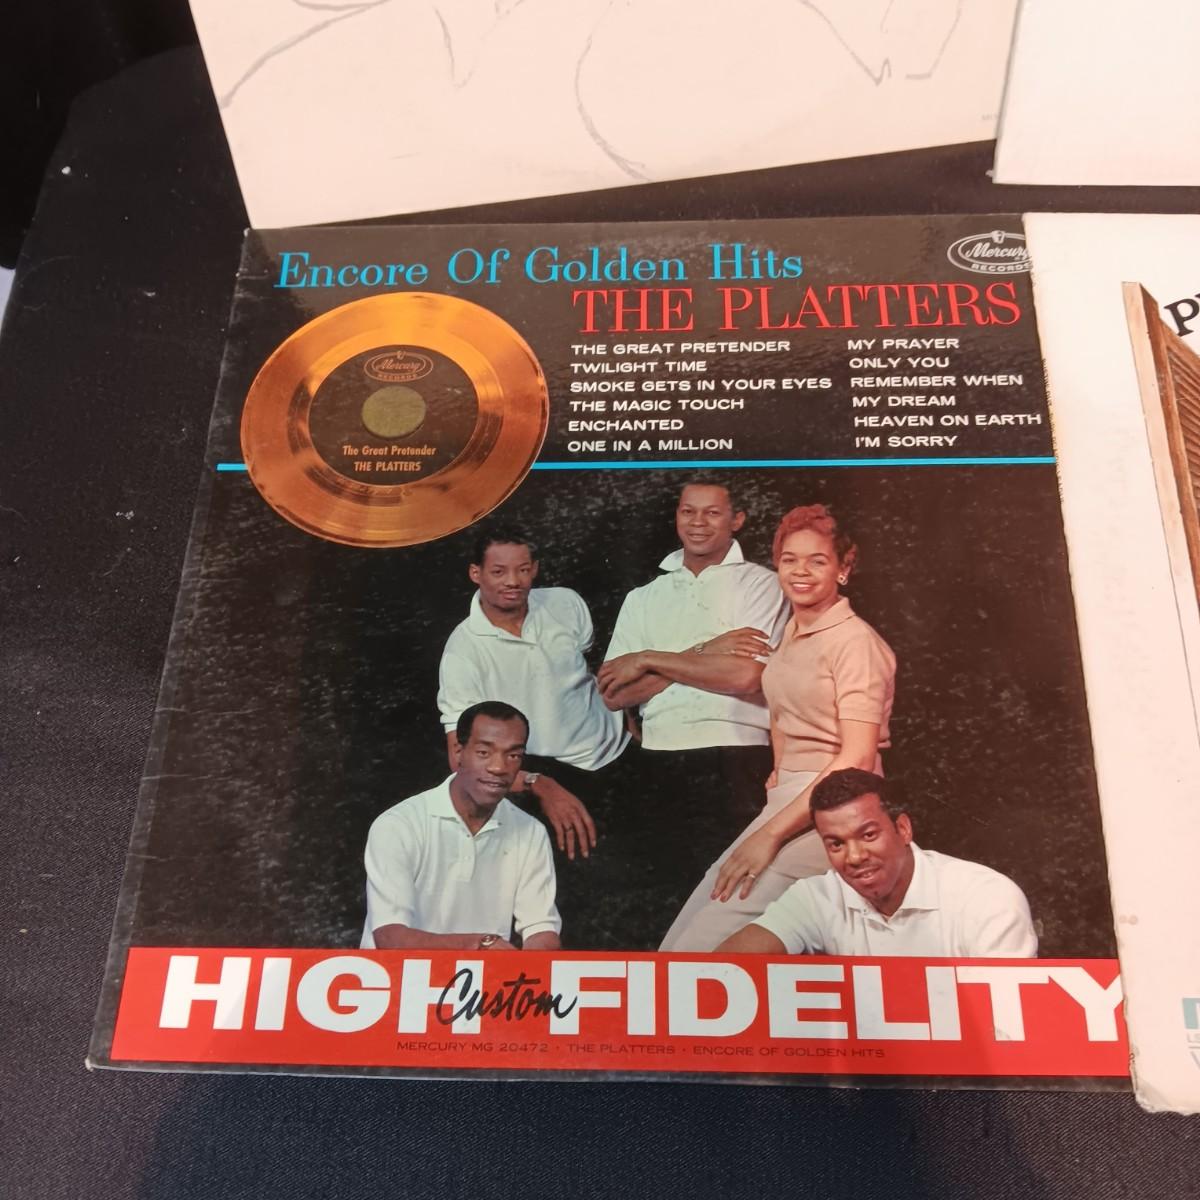 Encore Of Golden Hits
Mercury
RECORDS
THE PLATTERS
THE GREAT PRETENDER
TWILIGHT TIME
SMOKE GETS IN YOUR EYES
THE MAGIC TOUCH
ENCHANTED
ONE IN A MILLION
MY PRAYER
ONLY YOU
REMEMBER WHEN
MY DREAM
HEAVEN ON EARTH
I'M SORRY
Mercury
RECORDS
The Great Pretender
THE PLATTERS
P
HIGH FIDELITY
Custom
MERCURY MG 20472 · THE PLATTERS · ENCORE OF GOLDEN HITS